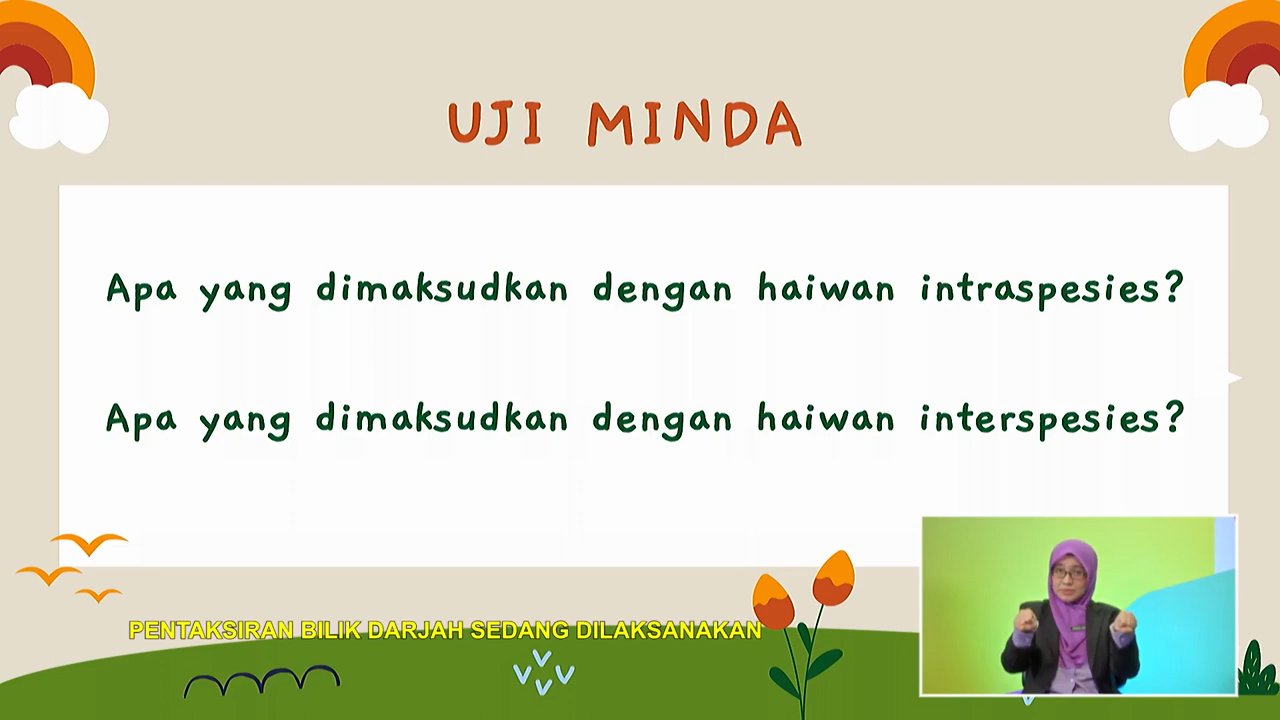 UJI MINDA
Apa yang dimaksudkan dengan haiwan intraspesies?
Apa yang dimaksudkan dengan haiwan interspesies?
PENTAKSIRAN BILIK DARJAH SEDANG DILAKSANAKAN